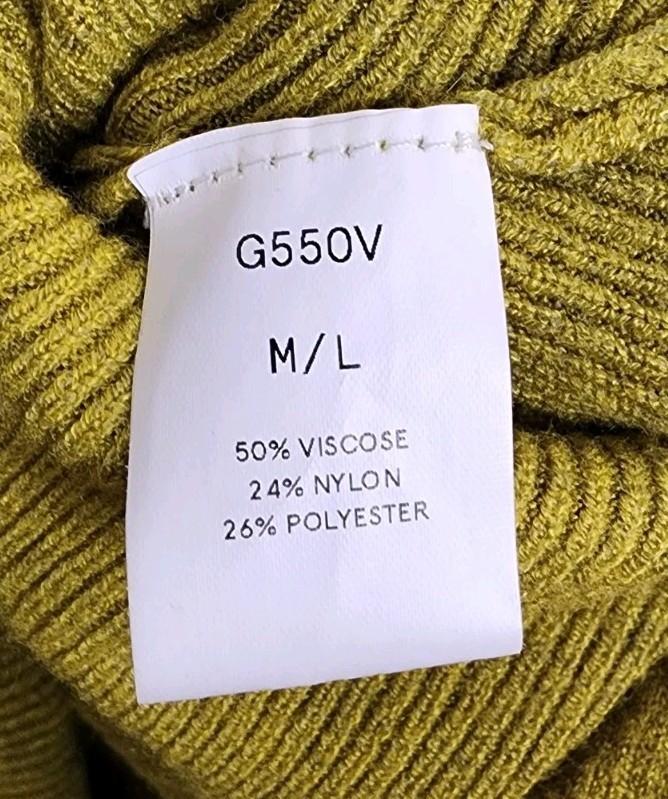 G550V
M/L
50% VISCOSE
24% NYLON
26% POLYESTER